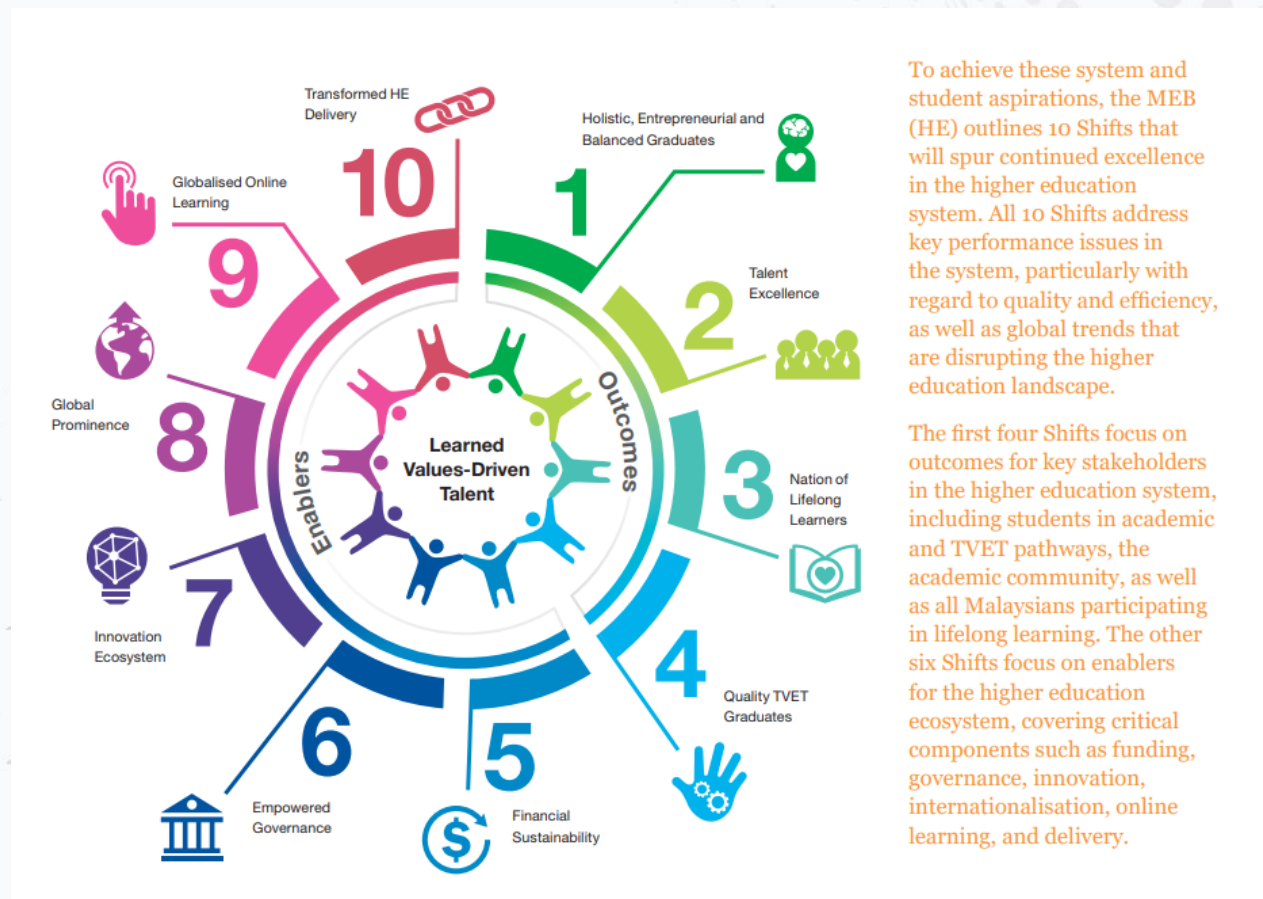 Transformed HE
Delivery
10
Holistic, Entrepreneurial and
Balanced Graduates
1
Talent
Excellence
2
Nation of
Lifelong
Learners
3
Quality TVET
Graduates
4
Financial
Sustainability
5
Empowered
Governance
6
Innovation
Ecosystem
7
Global
Prominence
8
Globalised Online
Learning
9
Outcomes
Enablers
Learned
Values-Driven
Talent
$
To achieve these system and
student aspirations, the MEB
(HE) outlines 10 Shifts that
will spur continued excellence
in the higher education
system. All 10 Shifts address
key performance issues in
the system, particularly with
regard to quality and efficiency,
as well as global trends that
are disrupting the higher
education landscape.
The first four Shifts focus on
outcomes for key stakeholders
in the higher education system,
including students in academic
and TVET pathways, the
academic community, as well
as all Malaysians participating
in lifelong learning. The other
six Shifts focus on enablers
for the higher education
ecosystem, covering critical
components such as funding,
governance, innovation,
internationalisation, online
learning, and delivery.